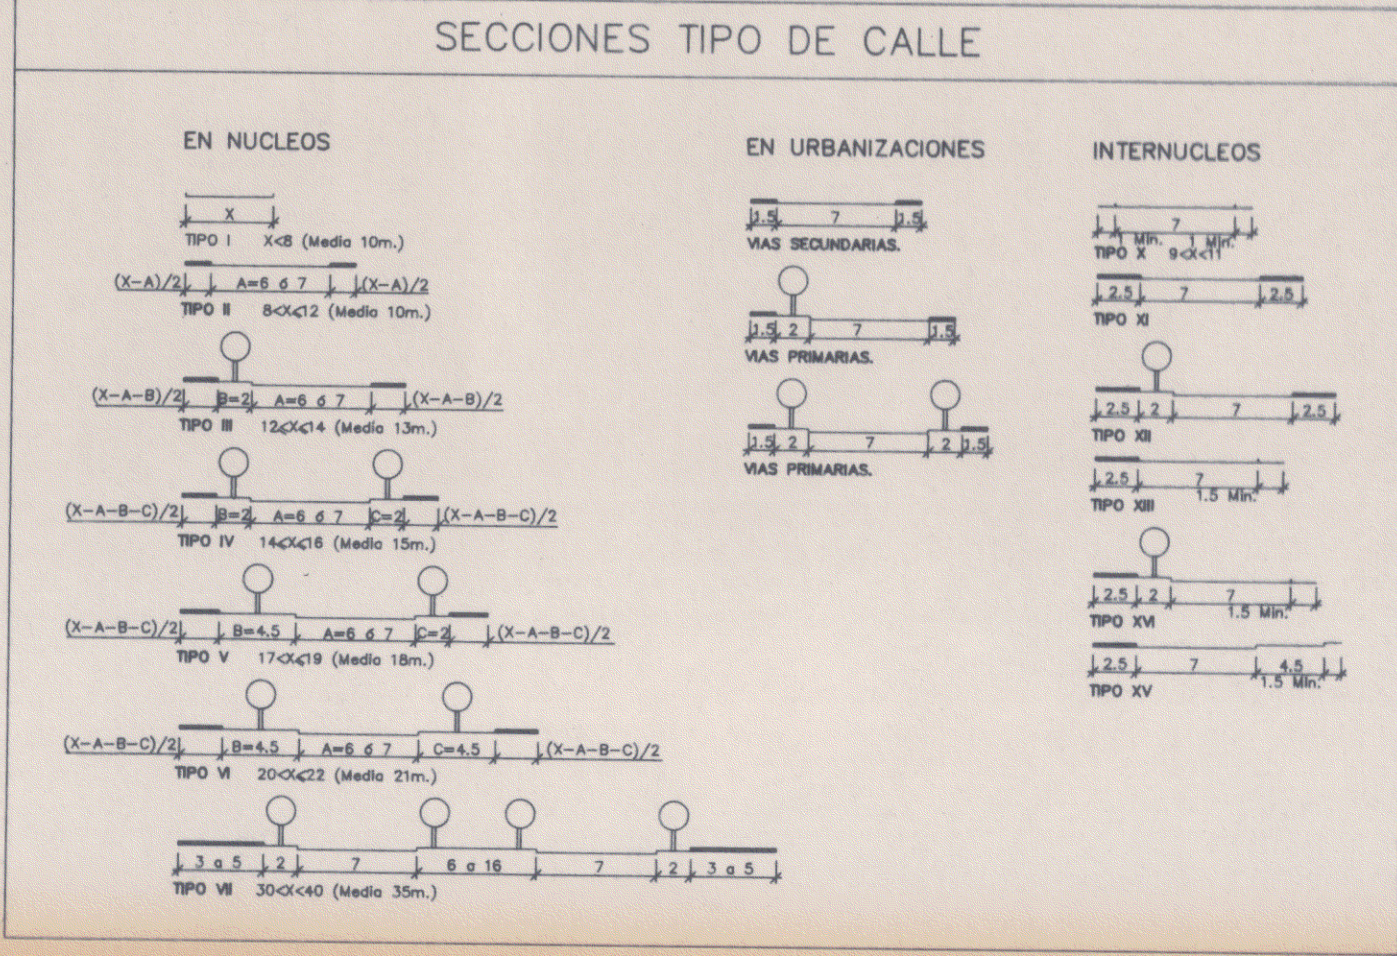 SECCIONES TIPO DE CALLE
EN NUCLEOS
X
TIPO I X<8 (Media 10m.)
(X-A)/2 A=6 ó 7 (X-A)/2
TIPO II 8<X⩽12 (Media 10m.)
(X-A-B)/2 B=2 A=6 ó 7 (X-A-B)/2
TIPO III 12⩽X⩽14 (Media 13m.)
(X-A-B-C)/2 B=2 A=6 ó 7 C=2 (X-A-B-C)/2
TIPO IV 14⩽X⩽16 (Media 15m.)
(X-A-B-C)/2 B=4.5 A=6 ó 7 C=2 (X-A-B-C)/2
TIPO V 17<X⩽19 (Media 18m.)
(X-A-B-C)/2 B=4.5 A=6 ó 7 C=4.5 (X-A-B-C)/2
TIPO VI 20<X⩽22 (Media 21m.)
3 a 5 2 7 6 a 16 7 2 3 a 5
TIPO VII 30<X<40 (Media 35m.)
EN URBANIZACIONES
1.5 7 1.5
VIAS SECUNDARIAS.
1.5 2 7 1.5
VIAS PRIMARIAS.
1.5 2 7 2 1.5
VIAS PRIMARIAS.
INTERNUCLEOS
7
1 Min. 1 Min.
TIPO X 9<X<11
2.5 7 2.5
TIPO XI
2.5 2 7 2.5
TIPO XII
2.5 7
1.5 Min.
TIPO XIII
2.5 2 7
1.5 Min.
TIPO XVI
2.5 7 4.5
1.5 Min.
TIPO XV